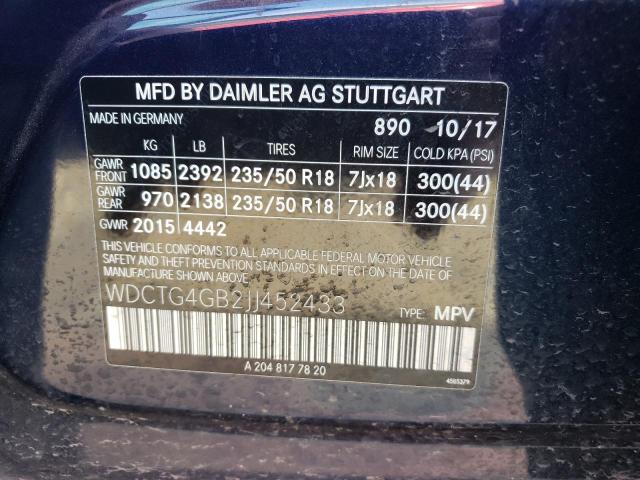 MFD BY DAIMLER AG STUTTGART
MADE IN GERMANY 890 10/17
KG LB TIRES RIM SIZE COLD KPA (PSI)
GAWR FRONT 1085 2392 235/50 R18 7Jx18 300(44)
GAWR REAR 970 2138 235/50 R18 7Jx18 300(44)
GVWR 2015 4442
THIS VEHICLE CONFORMS TO ALL APPLICABLE FEDERAL MOTOR VEHICLE
SAFETY AND THEFT PREVENTION STANDARDS IN EFFECT ON THE DATE OF
MANUFACTURE SHOWN ABOVE.
WDCTG4GB2JJ452433
TYPE: MPV
A 204 817 78 20
4585379